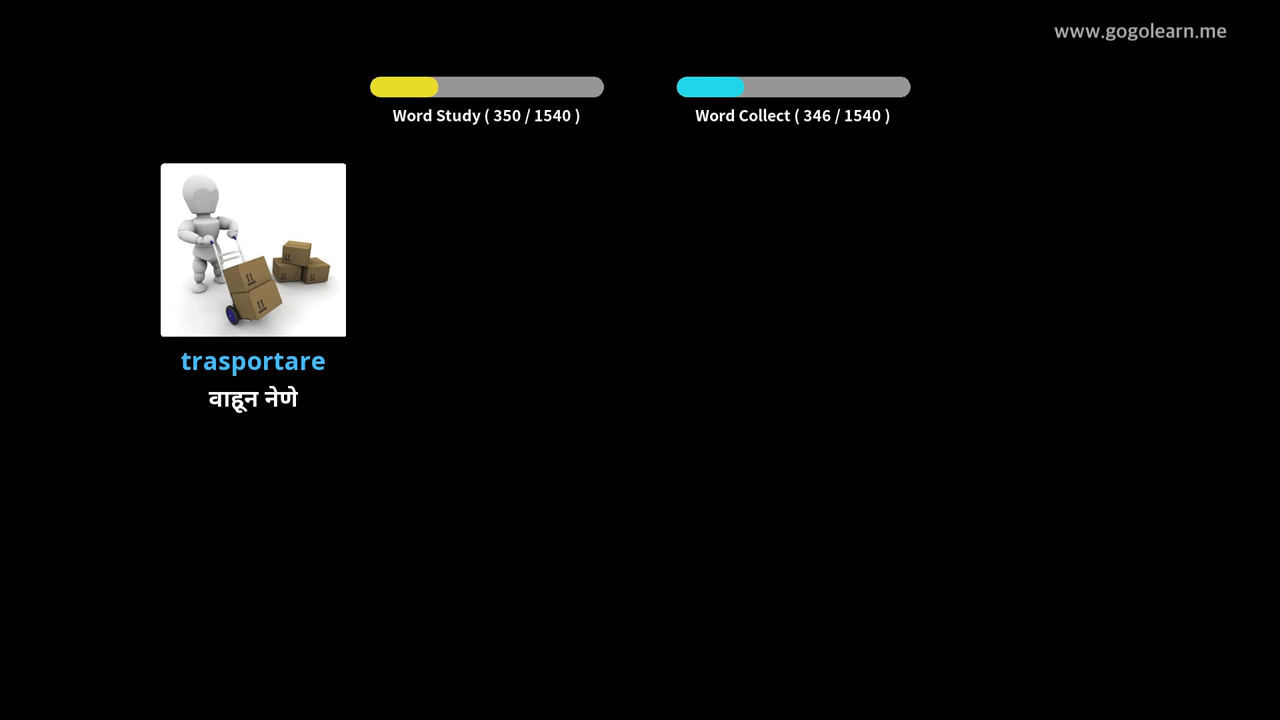 www.gogolearn.me
Word Study ( 350 / 1540 )
Word Collect ( 346 / 1540 )
trasportare
वाहून नेणे